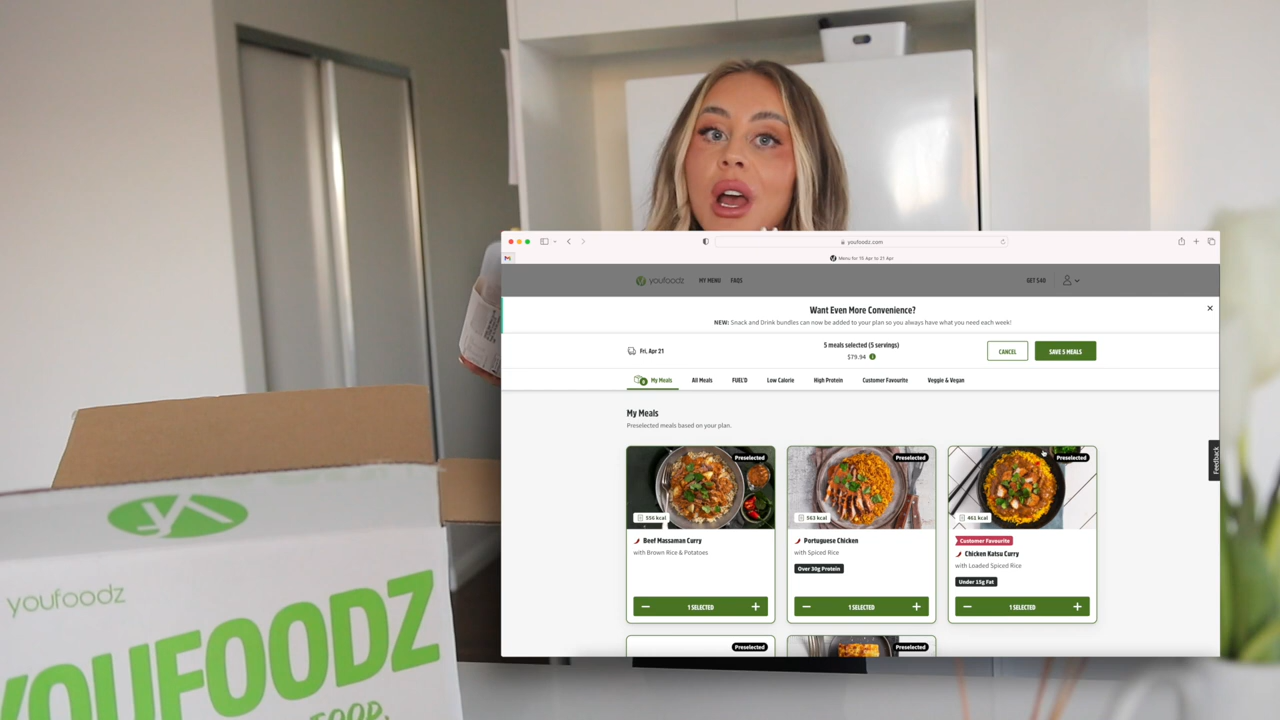 youfoodz.com
Menu for 15 Apr to 21 Apr
youfoodz
MY MENU
FAQS
GET $40
Want Even More Convenience?
NEW: Snack and Drink bundles can now be added to your plan so you always have what you need each week!
Fri, Apr 21
5 meals selected (5 servings)
$79.94
CANCEL
SAVE 5 MEALS
My Meals
All Meals
FUEL'D
Low Calorie
High Protein
Customer Favourite
Veggie & Vegan
My Meals
Preselected meals based on your plan.
Feedback
Preselected
556 kcal
Beef Massaman Curry
with Brown Rice & Potatoes
1 SELECTED
Preselected
563 kcal
Portuguese Chicken
with Spiced Rice
Over 30g Protein
1 SELECTED
Preselected
461 kcal
Customer Favourite
Chicken Katsu Curry
with Loaded Spiced Rice
Under 15g Fat
1 SELECTED
Preselected
Preselected
youfoodz
YOUFOODZ
FOOD,